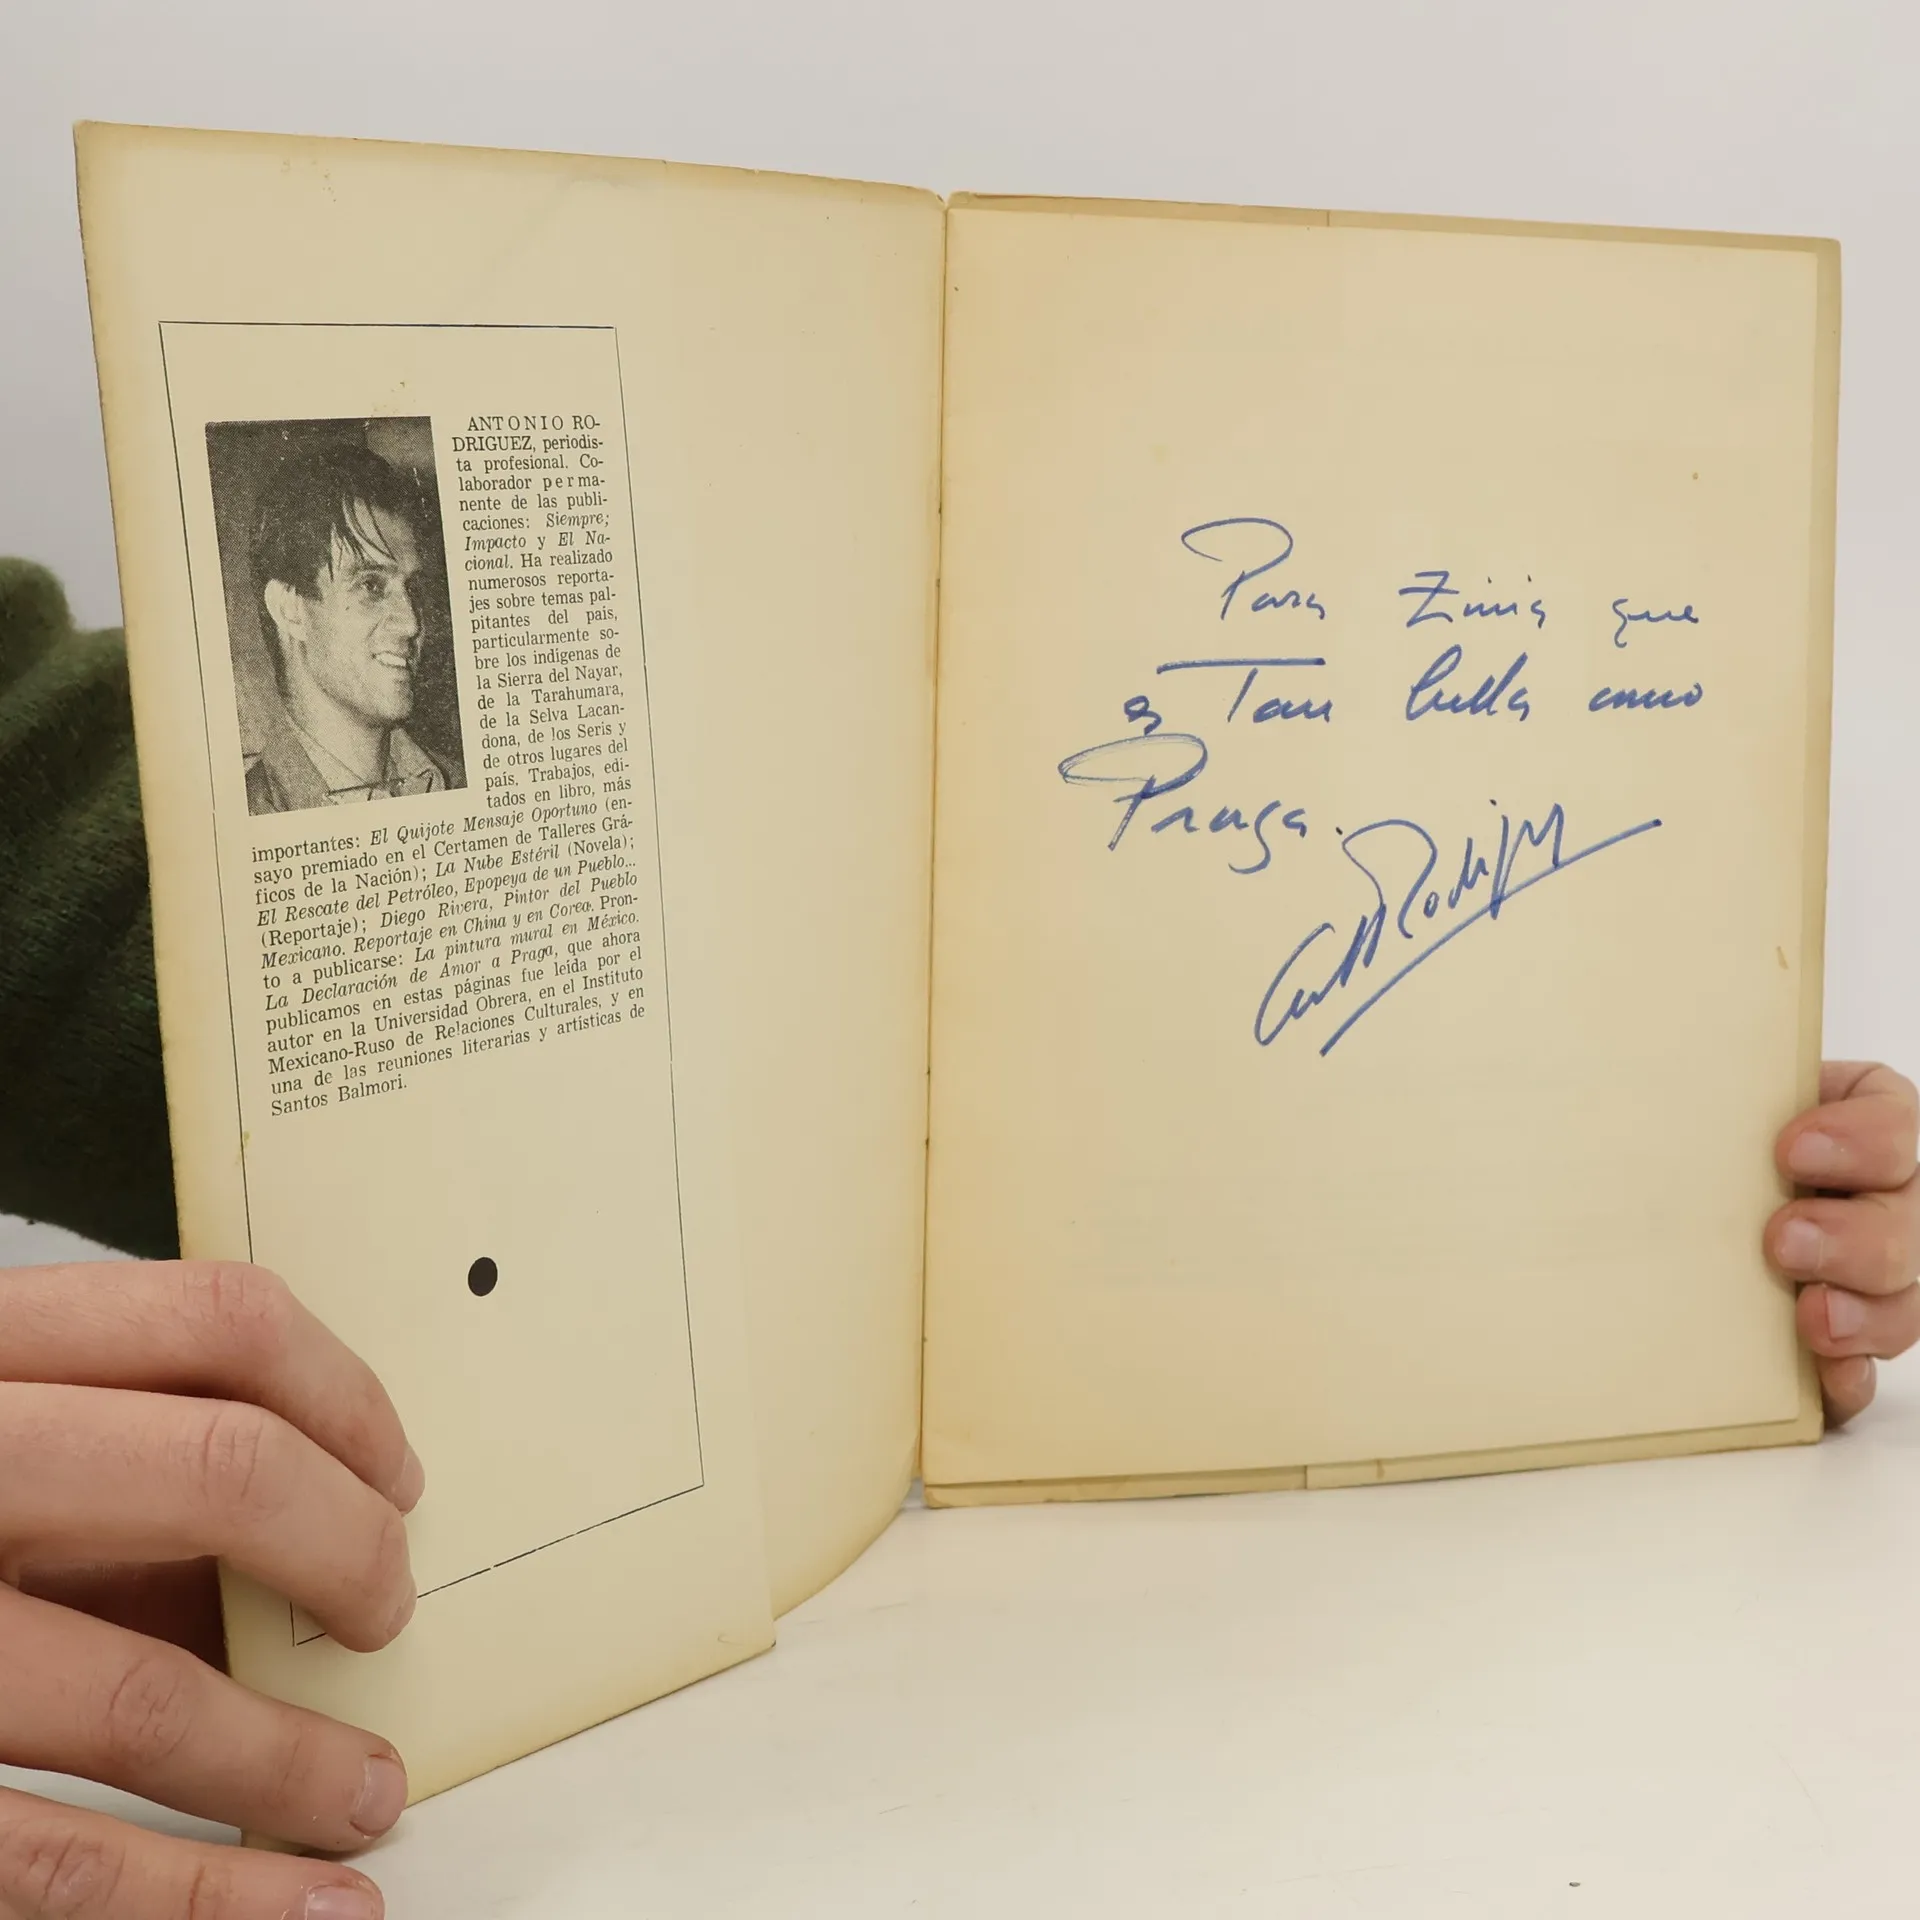 ANTONIO RO-
DRIGUEZ, periodis-
ta profesional. Co-
laborador perma-
nente de las publi-
caciones: Siempre;
Impacto y El Na-
cional. Ha realizado
numerosos reporta-
jes sobre temas pal-
pitantes del país,
particularmente so-
bre los indígenas de
la Sierra del Nayar,
de la Tarahumara,
de la Selva Lacan-
dona, de los Seris y
de otros lugares del
país. Trabajos, edi-
tados en libro, más
importantes: El Quijote Mensaje Oportuno (en-
sayo premiado en el Certamen de Talleres Grá-
ficos de la Nación); La Nube Estéril (Novela);
El Rescate del Petróleo, Epopeya de un Pueblo...
(Reportaje); Diego Rivera, Pintor del Pueblo
Mexicano. Reportaje en China y en Corea. Pron-
to a publicarse: La pintura mural en México.
La Declaración de Amor a Praga, que ahora
publicamos en estas páginas fue leída por el
autor en la Universidad Obrera, en el Instituto
Mexicano-Ruso de Relaciones Culturales, y en
una de las reuniones literarias y artísticas de
Santos Balmori.
Para que
es Tan bella como
Praga.